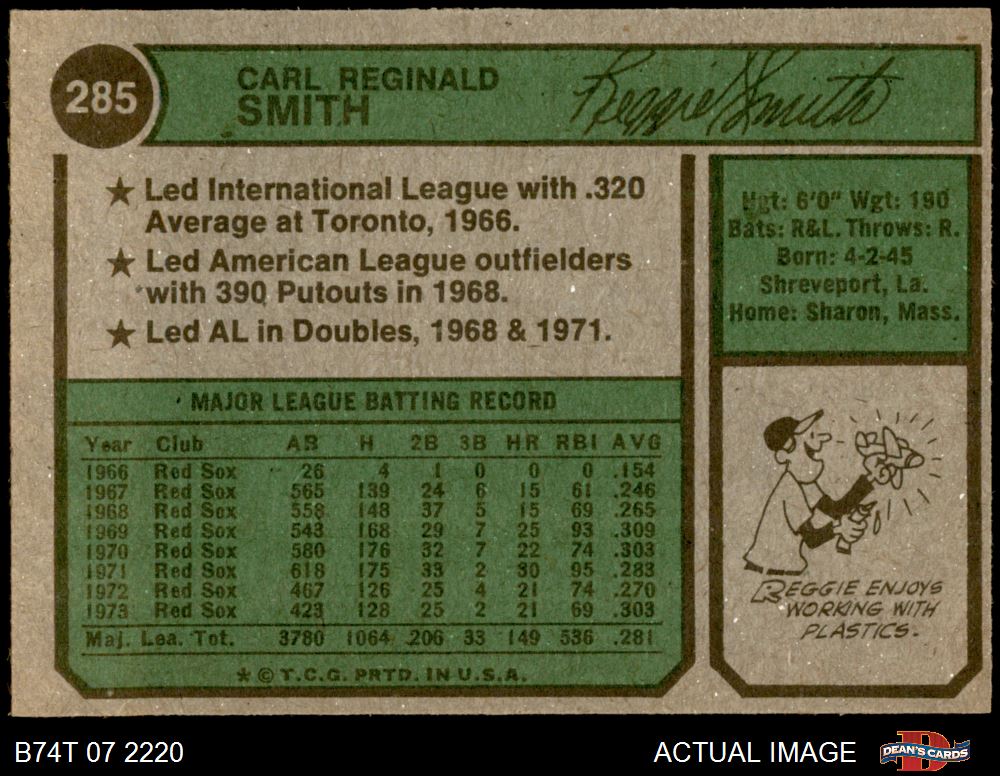 285
CARL REGINALD
SMITH
Reggie Smith
★ Led International League with .320
Average at Toronto, 1966.
★ Led American League outfielders
with 390 Putouts in 1968.
★ Led AL in Doubles, 1968 & 1971.
Hgt: 6'0" Wgt: 190
Bats: R&L. Throws: R.
Born: 4-2-45
Shreveport, La.
Home: Sharon, Mass.
MAJOR LEAGUE BATTING RECORD
Year Club AB H 2B 3B HR RBI AVG
1966 Red Sox 26 4 1 0 0 0 .154
1967 Red Sox 565 139 24 6 15 61 .246
1968 Red Sox 558 148 37 5 15 69 .265
1969 Red Sox 543 168 29 7 25 93 .309
1970 Red Sox 580 176 32 7 22 74 .303
1971 Red Sox 618 175 33 2 30 95 .283
1972 Red Sox 467 126 25 4 21 74 .270
1973 Red Sox 423 128 25 2 21 69 .303
Maj. Lea. Tot. 3780 1064 206 33 149 536 .281
* © T.C.G. PRTD. IN U.S.A.
REGGIE ENJOYS
WORKING WITH
PLASTICS.
B74T 07 2220
ACTUAL IMAGE
D
DEAN'S CARDS